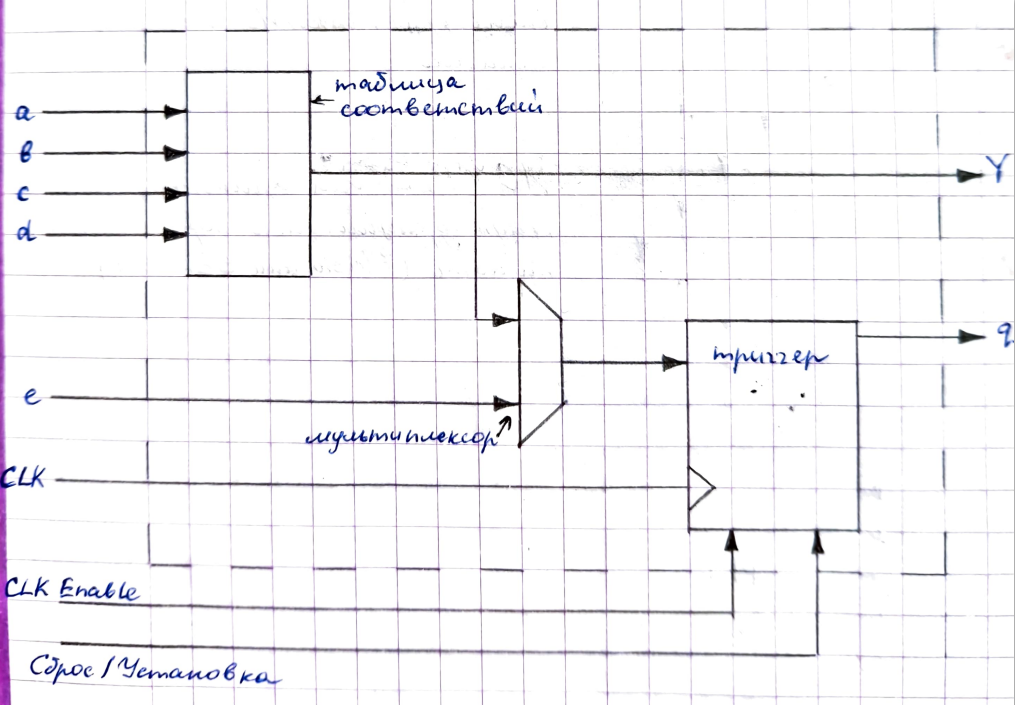 таблица
соответствий
a
в
c
d
Y
триггер
q
e
мультиплексор
CLK
CLK Enable
Сброс/Установка